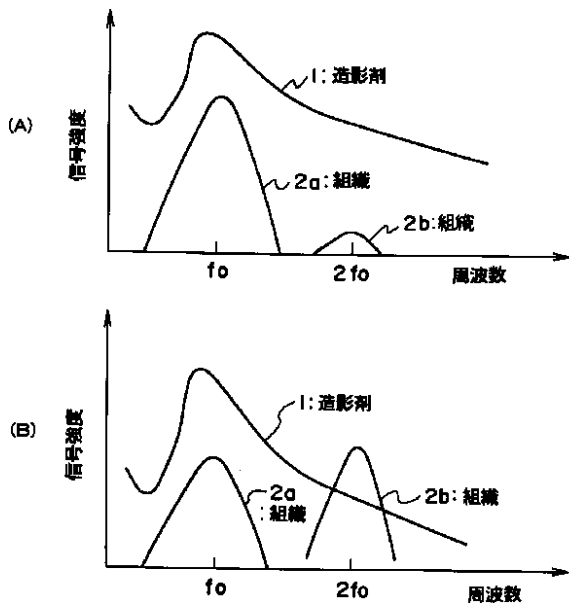 (A)
信号強度
1:造影剤
2a:組織
2b:組織
fo
2fo
周波数
(B)
信号強度
1:造影剤
2a
:組織
2b:組織
fo
2fo
周波数